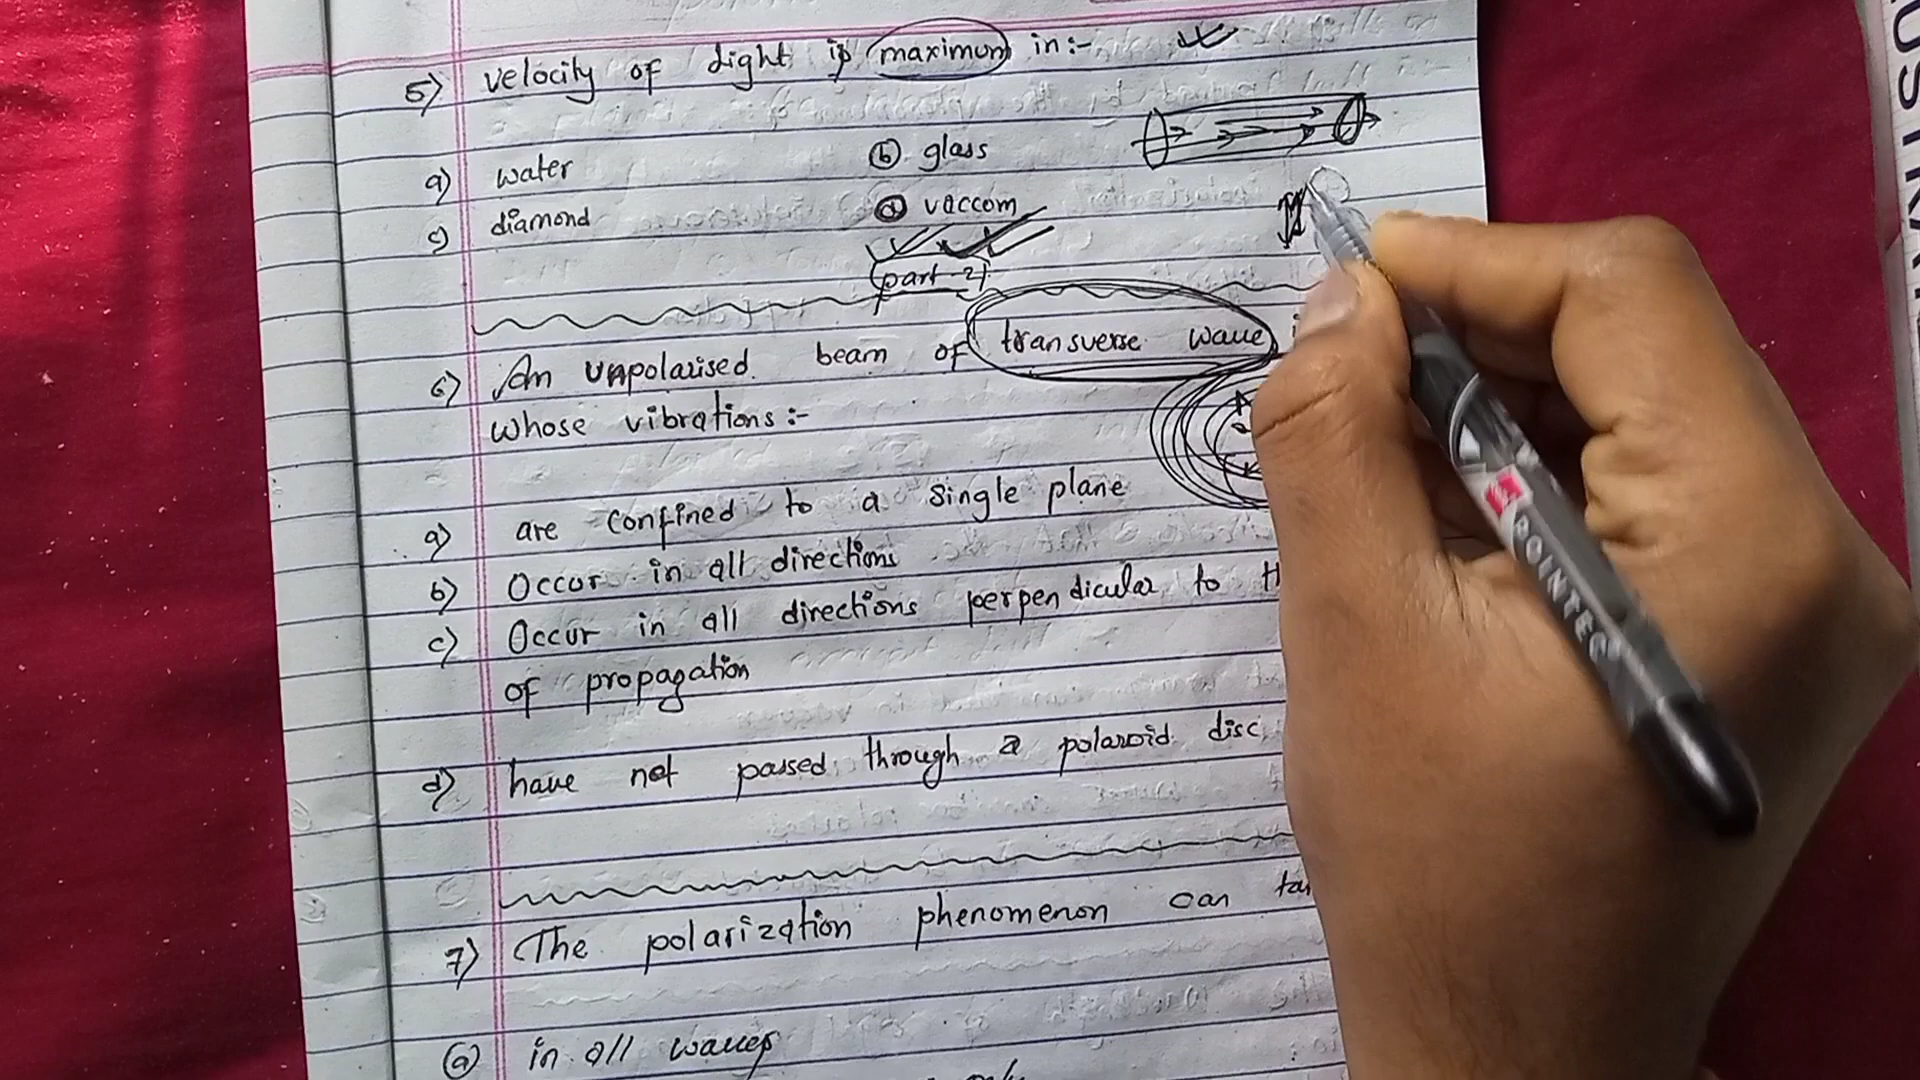 5) velocity of light is maximum in :-
a) water (b) glass
c) diamond (d) vaccom
(part-2)
6) An unpolarised beam of transverse wave
whose vibrations :-
a) are confined to a single plane
b) Occur in all directions
c) Occur in all directions perpendicular to
of propagation
d) have not passed through a polaroid disc
7) The polarization phenomenon can
(a) in all waves
only
POINTEC